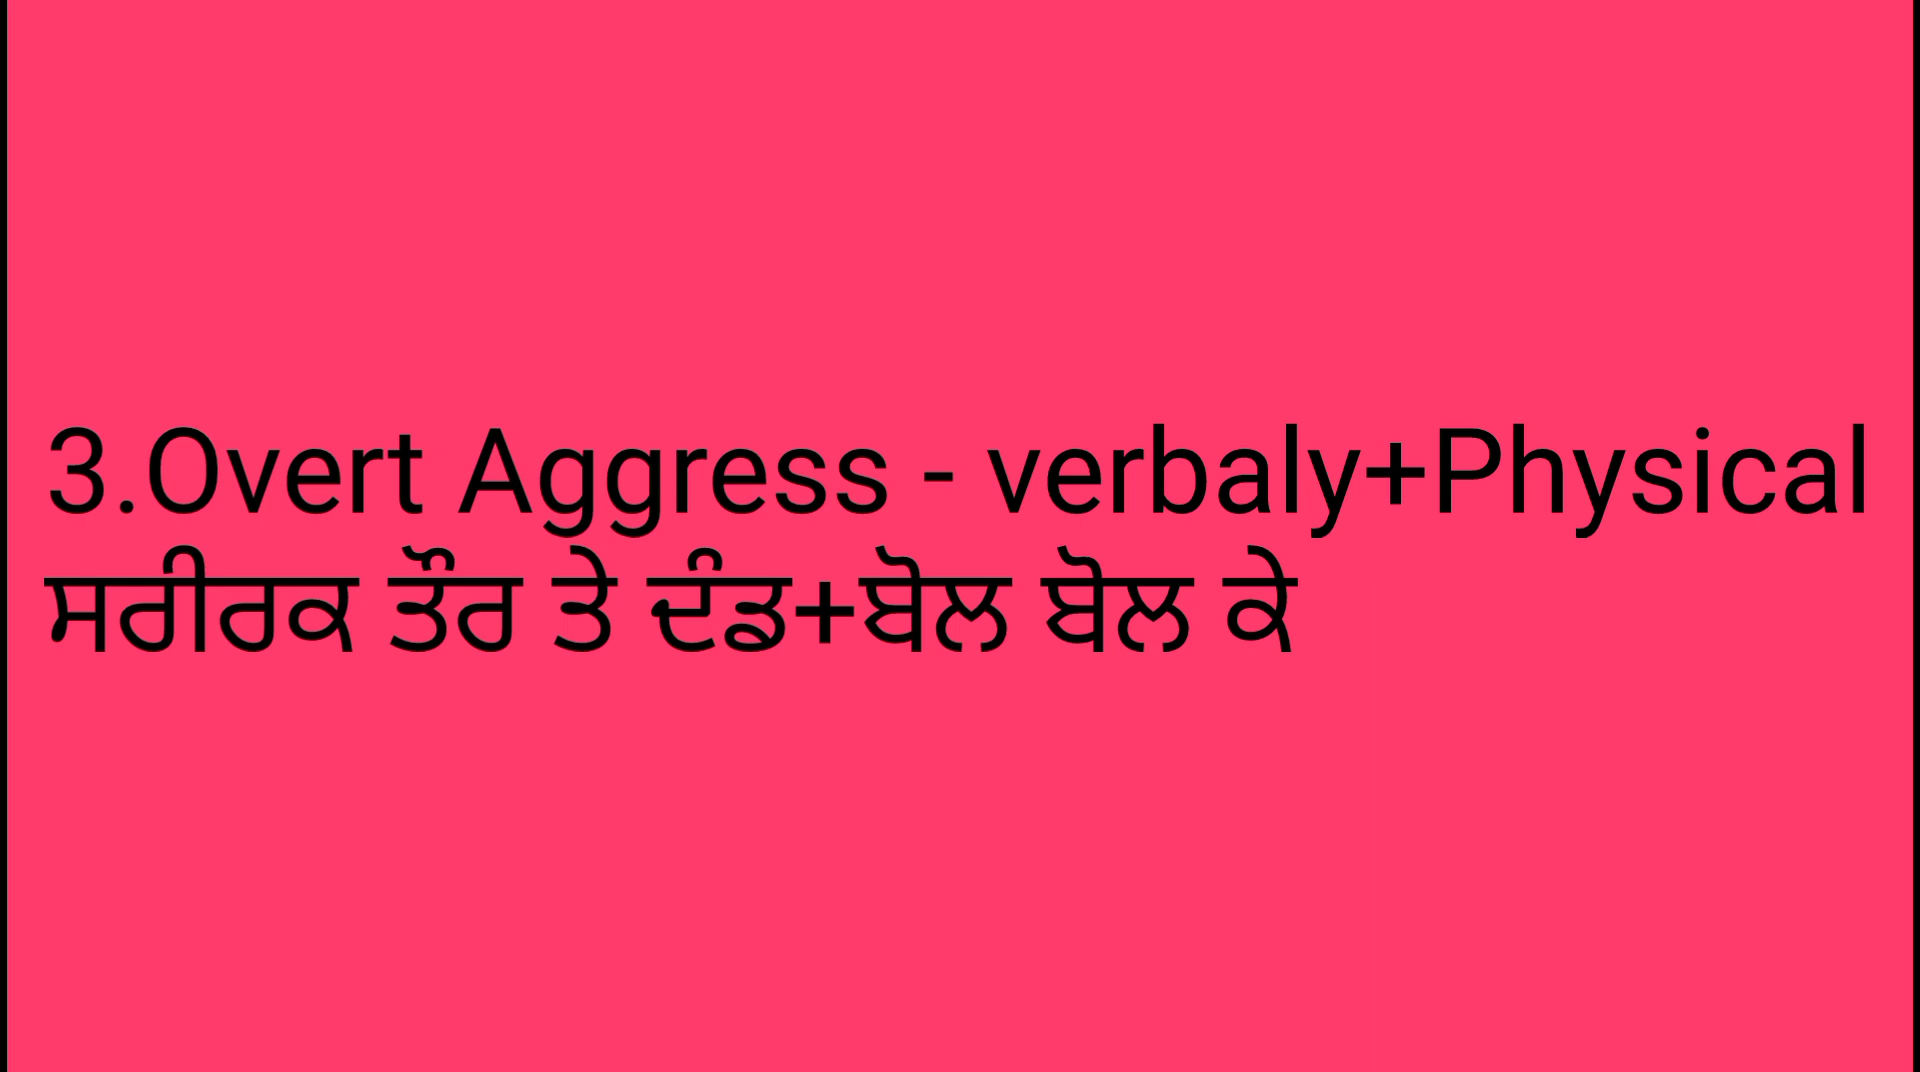 3.Overt Aggress - verbaly+Physical
ਸਰੀਰਕ ਤੌਰ ਤੇ ਦੰਡ+ਬੋਲ ਬੋਲ ਕੇ